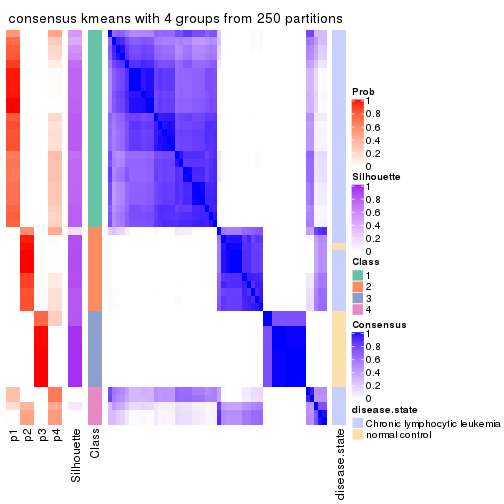 consensus kmeans with 4 groups from 250 partitions
Prob
1
0.8
0.6
0.4
0.2
0
Silhouette
1
0.8
0.6
0.4
0.2
0
Class
1
2
3
4
Consensus
1
0.8
0.6
0.4
0.2
0
disease.state
Chronic lymphocytic leukemia
normal control
p1
p2
p3
p4
Silhouette
Class
disease.state